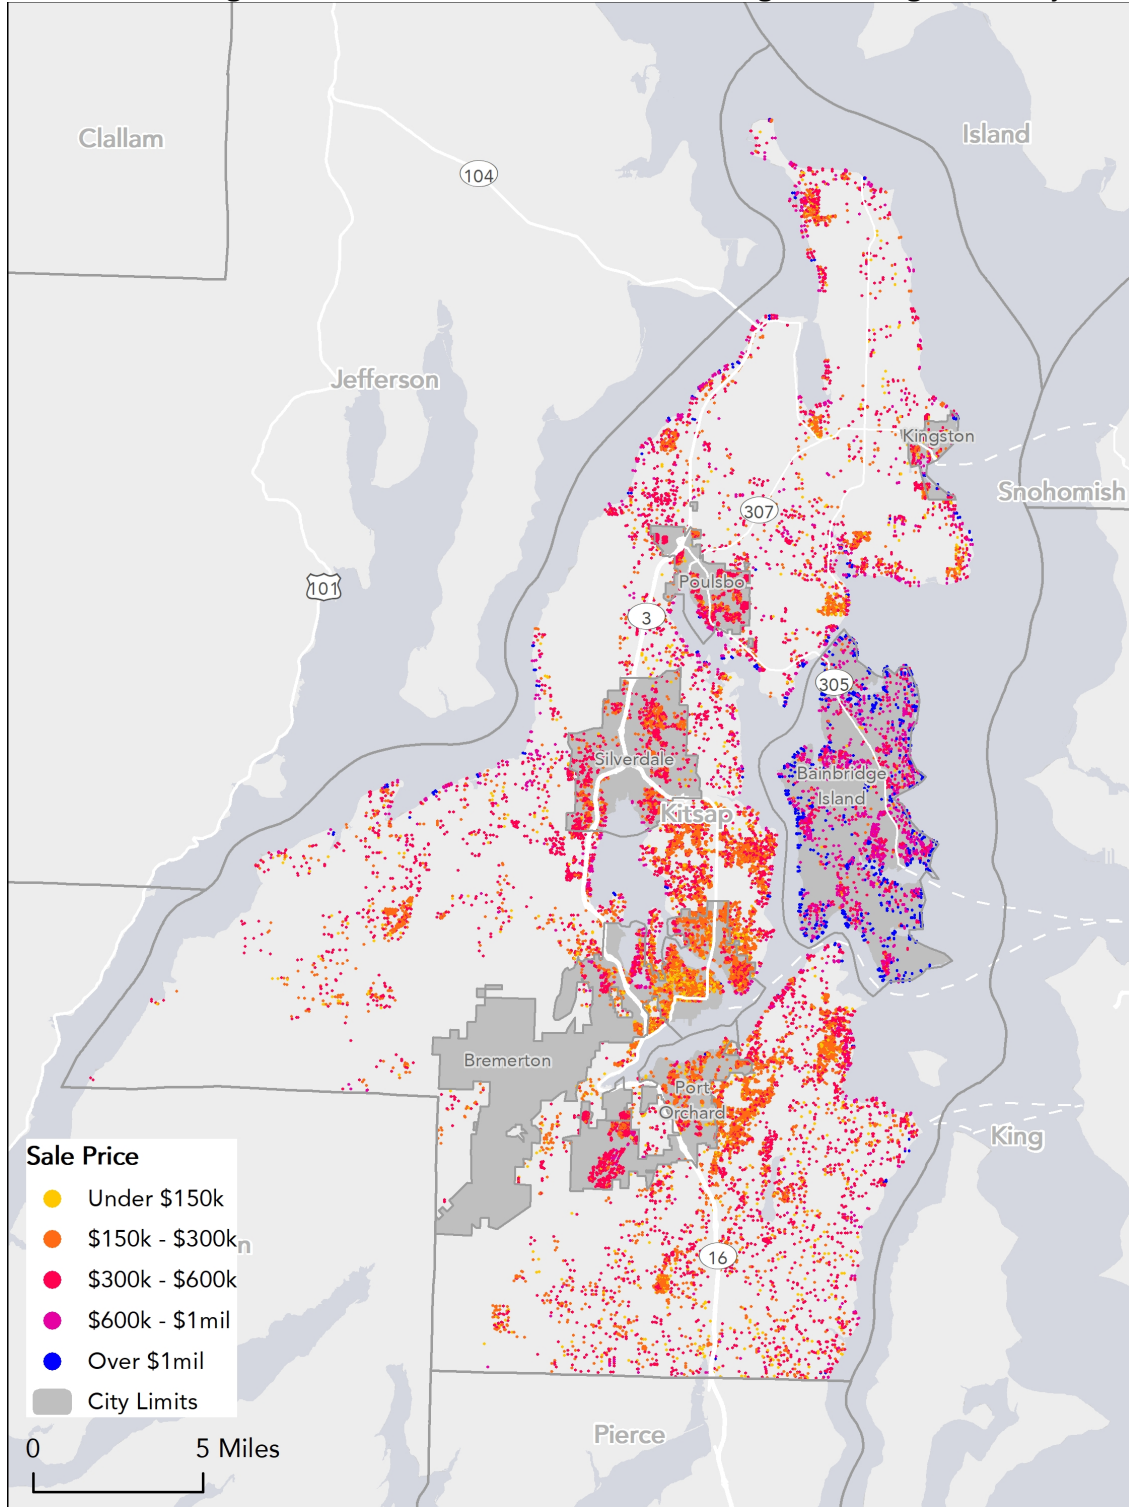 Clallam
Island
104
Jefferson
Kingston
Snohomish
307
101
Poulsbo
3
305
Silverdale
Bainbridge
Island
Kitsap
Bremerton
Port
Orchard
King
16
Pierce
Sale Price
Under $150k
$150k - $300k
n
$300k - $600k
$600k - $1mil
Over $1mil
City Limits
0 5 Miles